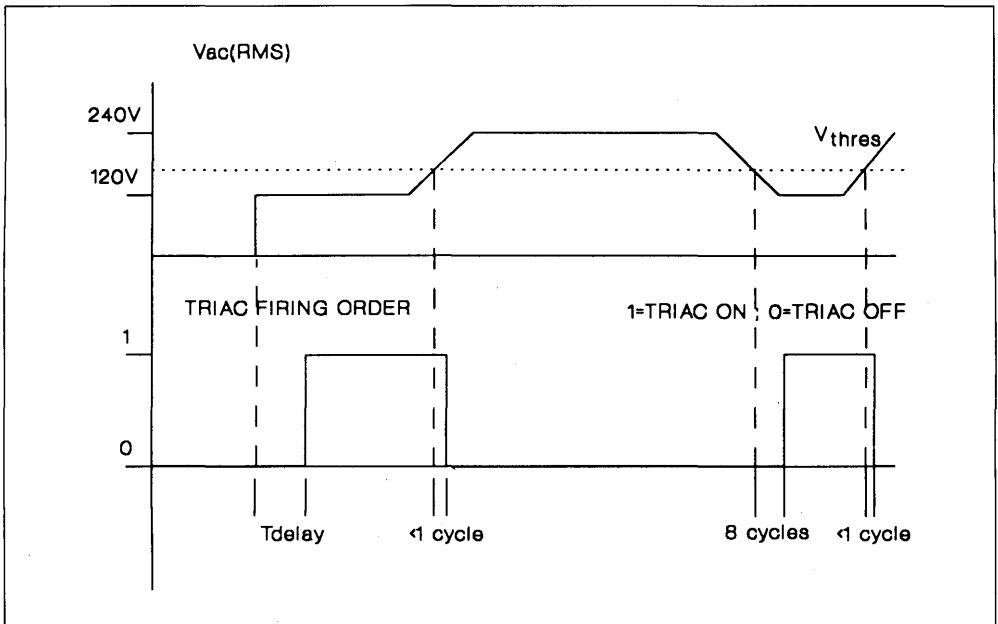 Vac(RMS)
240V
Vthres
120V
TRIAC FIRING ORDER
1=TRIAC ON ; 0=TRIAC OFF
1
0
Tdelay
<1 cycle
8 cycles
<1 cycle